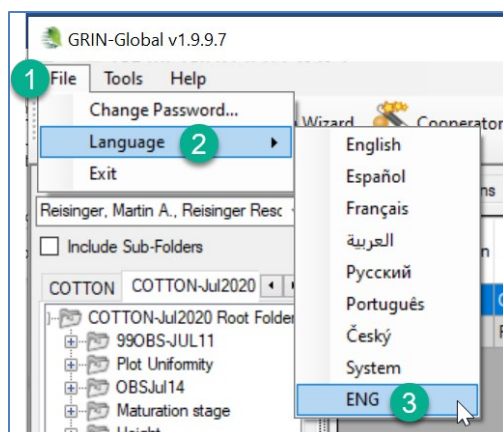 GRIN-Global v1.9.9.7
1
File Tools Help
Change Password...
Wizard
Cooperator
Language 2
Exit
English
Español
Français
العربية
Русский
Português
Český
System
ENG 3
Reisinger, Martin A., Reisinger Resc
Include Sub-Folders
COTTON COTTON-Jul2020
COTTON-Jul2020 Root Folder
99OBS-JUL11
Plot Uniformity
OBSJul14
Maturation stage
Height